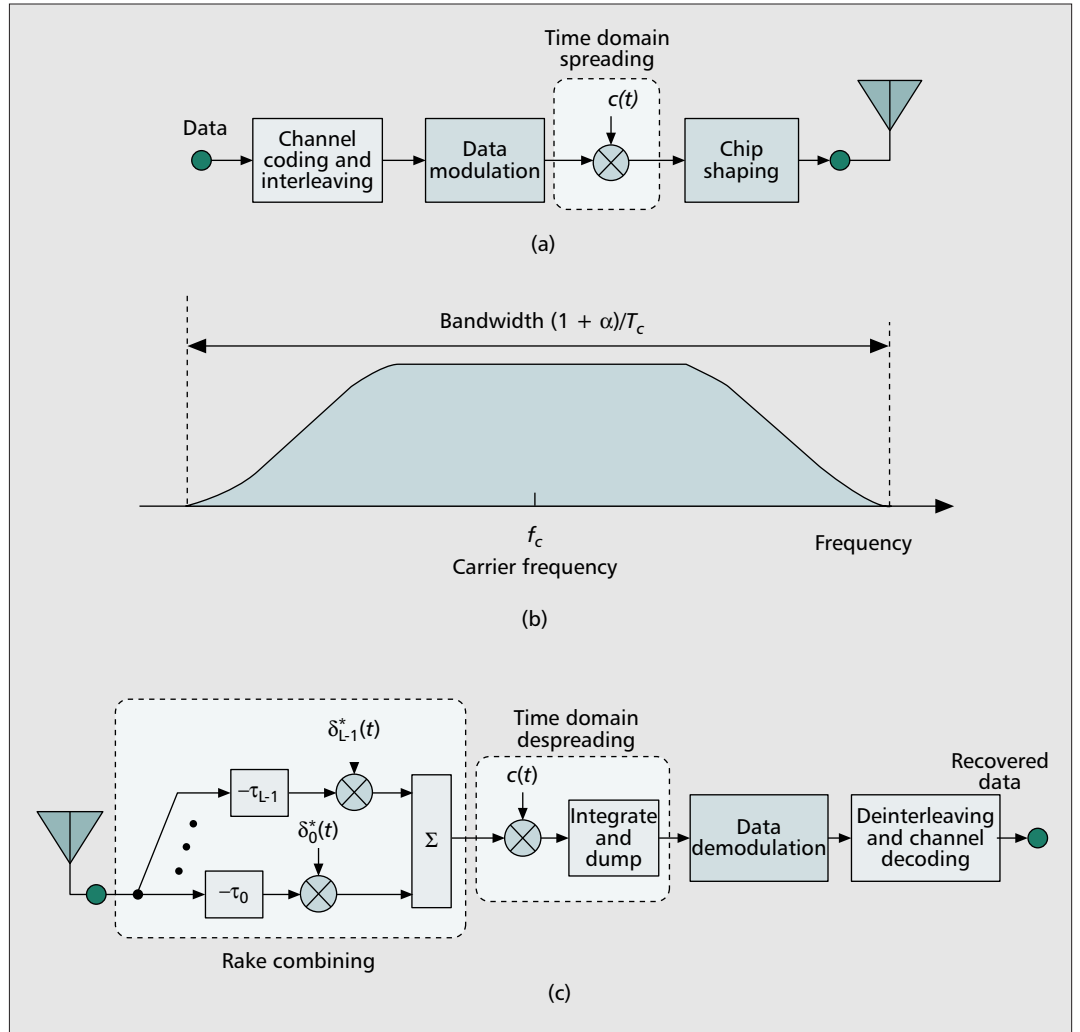 Time domain
spreading
c(t)
Data
Channel
coding and
interleaving
Data
modulation
Chip
shaping
(a)
Bandwidth (1 + α)/T_c
f_c
Carrier frequency
Frequency
(b)
δ*_{L-1}(t)
−τ_{L-1}
δ*_0(t)
−τ_0
Σ
Rake combining
Time domain
despreading
c(t)
Integrate
and
dump
Data
demodulation
Deinterleaving
and channel
decoding
Recovered
data
(c)